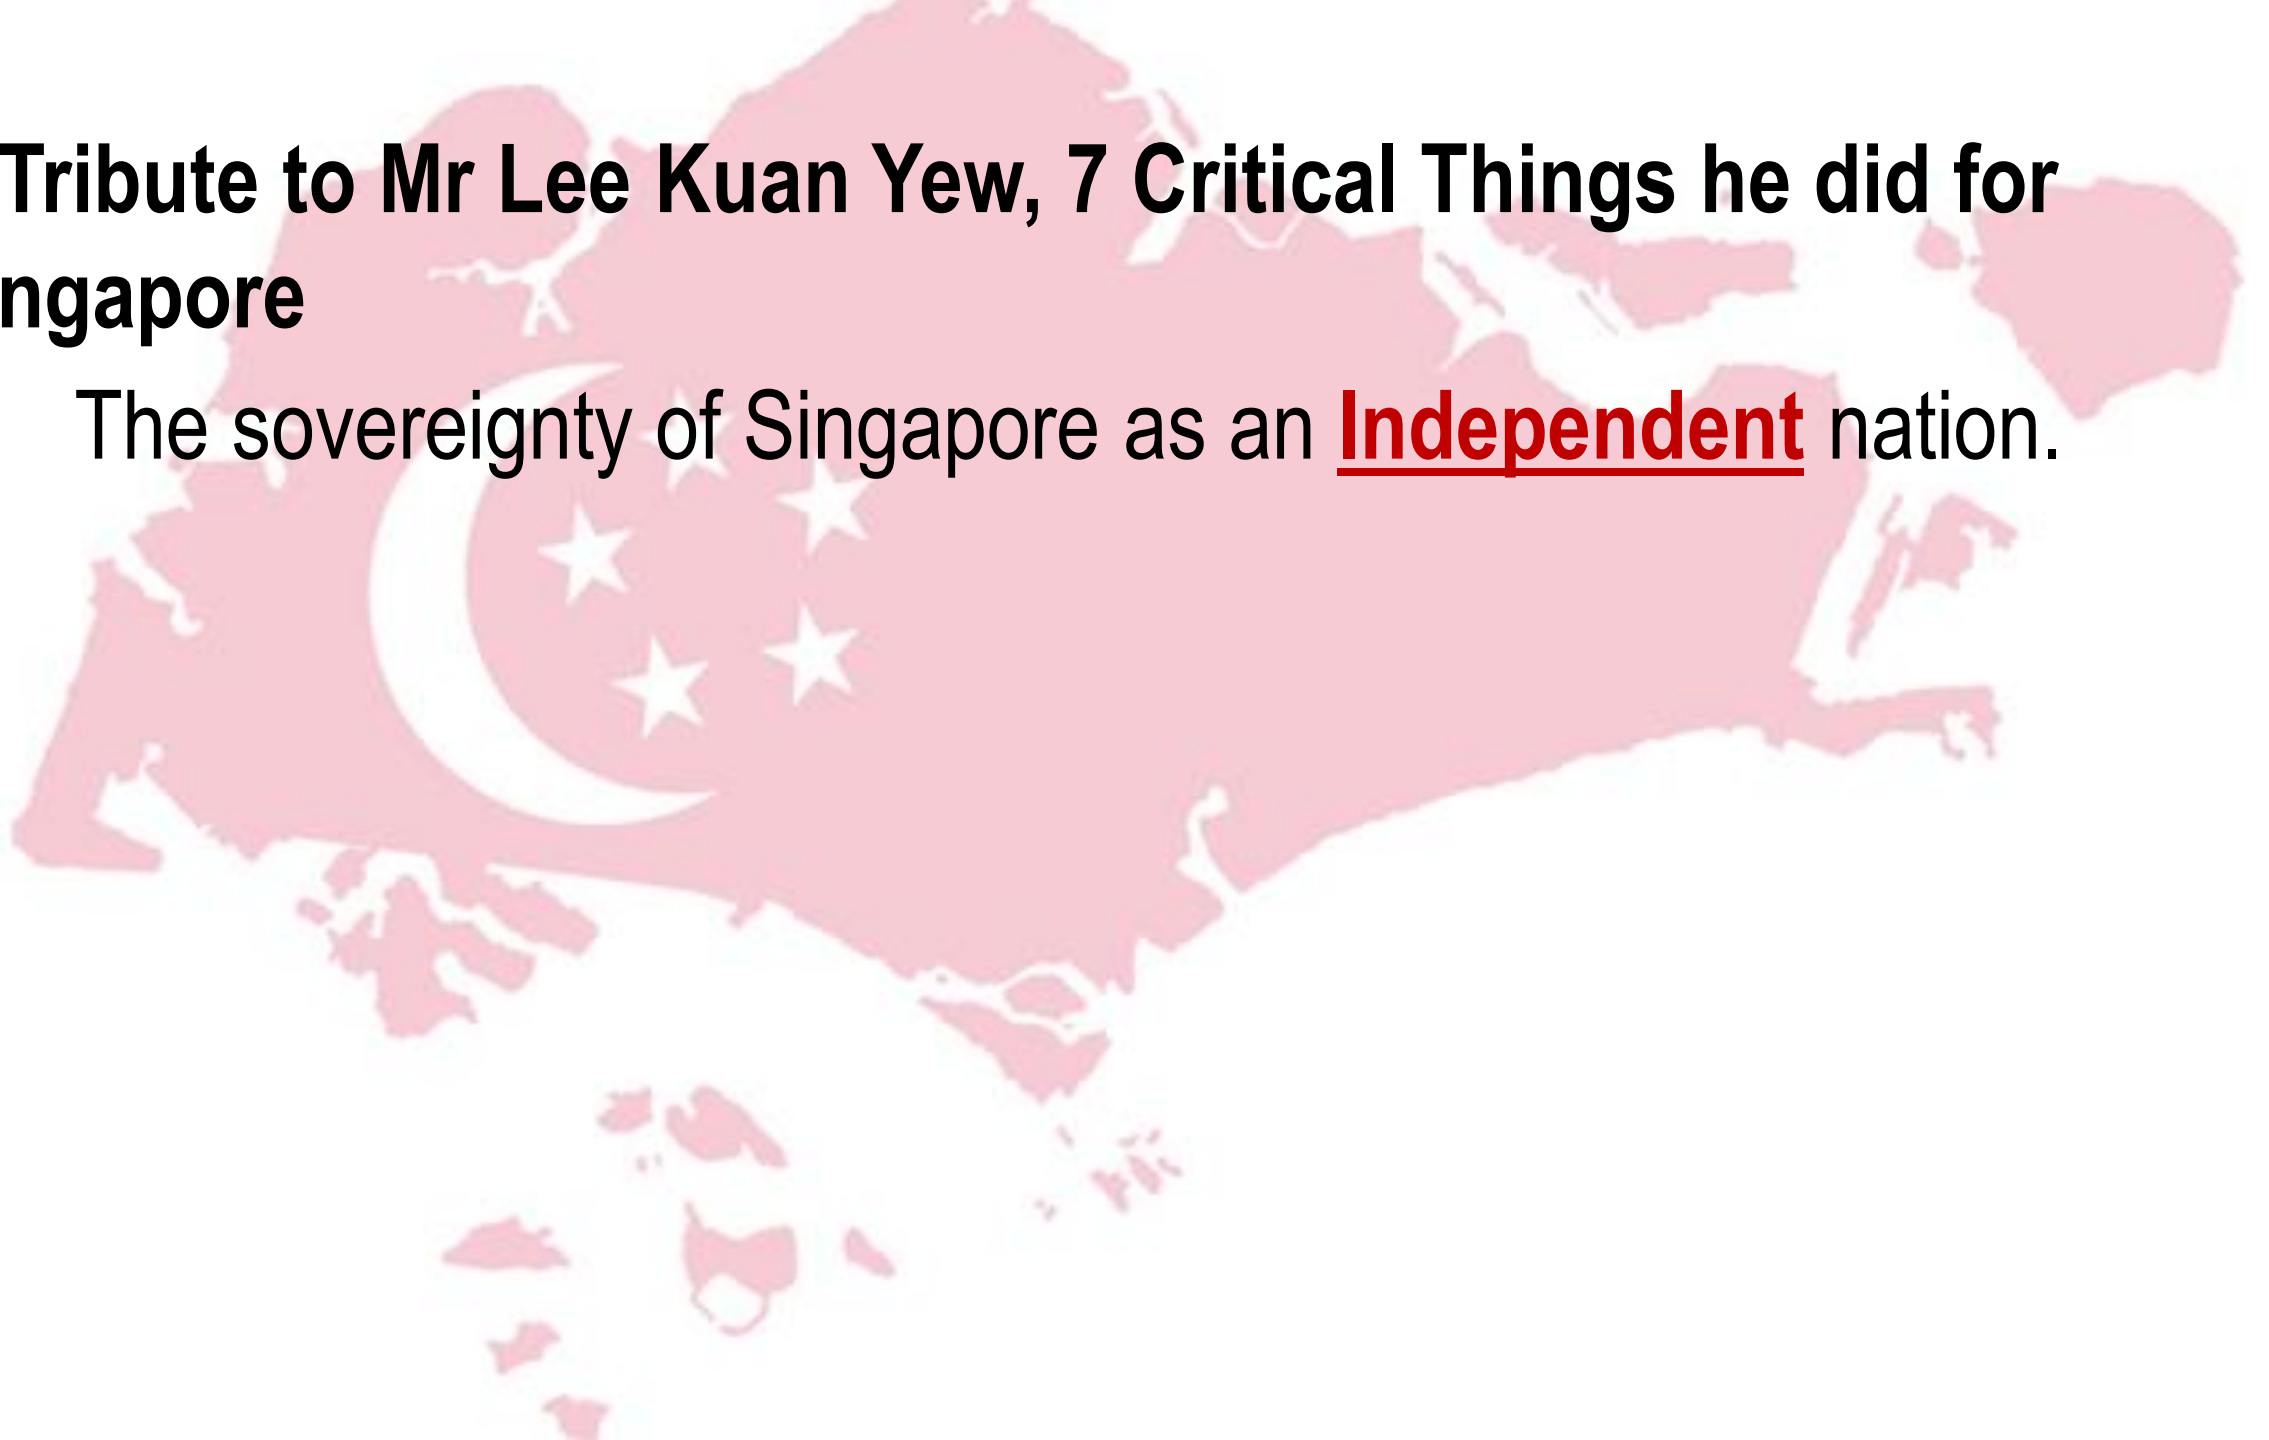 Tribute to Mr Lee Kuan Yew, 7 Critical Things he did for
ngapore
The sovereignty of Singapore as an Independent nation.